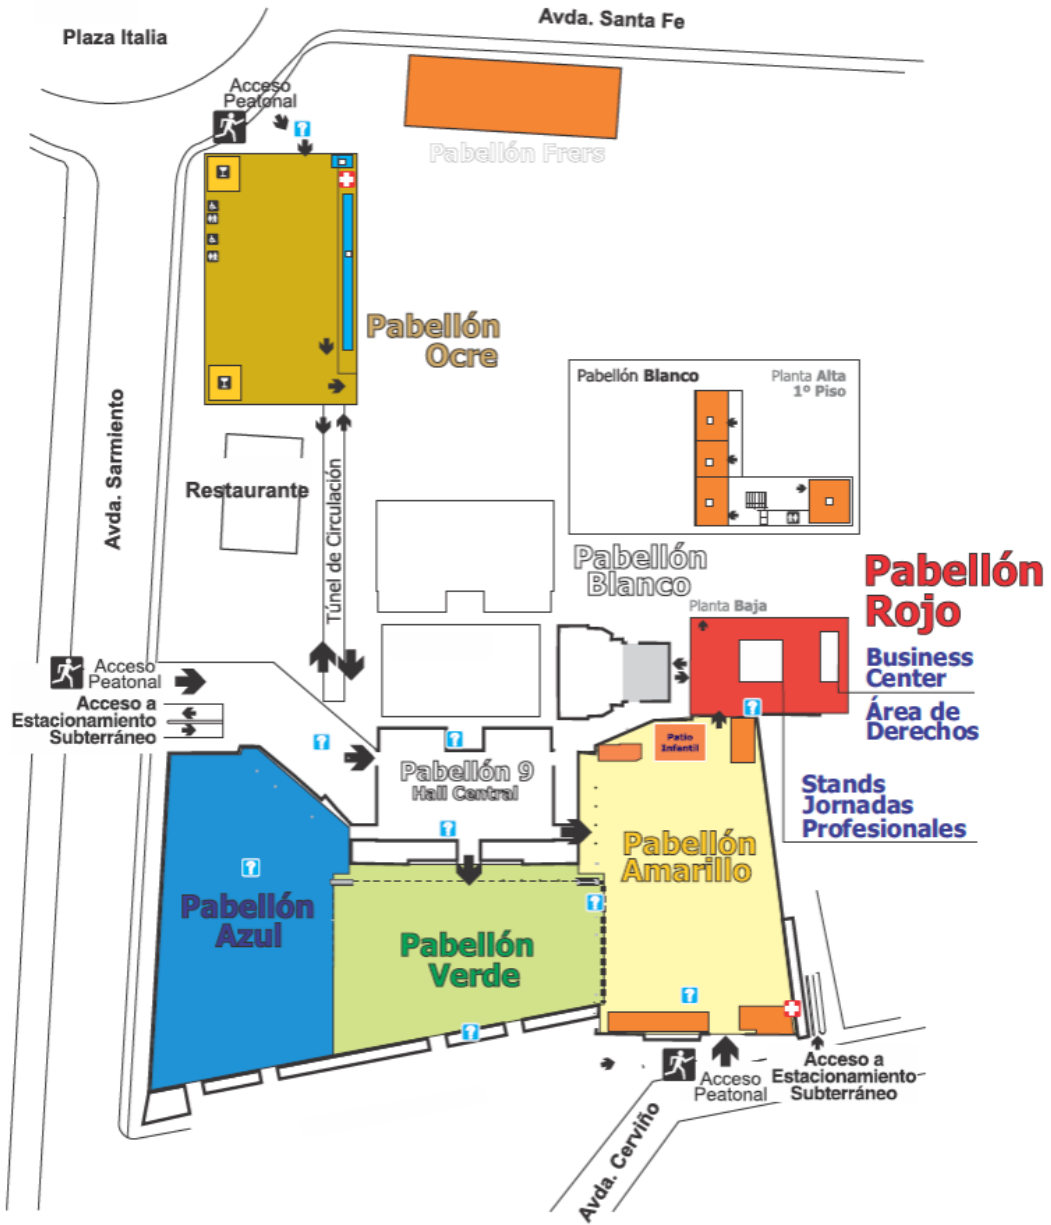 Avda. Santa Fe
Plaza Italia
Acceso
Peatonal
?
Pabellón Frers
Pabellón
Ocre
Avda. Sarmiento
Restaurante
Túnel de Circulación
Pabellón Blanco
Planta Alta
1º Piso
Pabellón
Blanco
Planta Baja
Pabellón
Rojo
Business
Center
Área de
Derechos
Stands
Jornadas
Profesionales
Acceso
Peatonal
Acceso a
Estacionamiento
Subterráneo
?
?
?
Patio
Infantil
Pabellón 9
Hall Central
?
?
Pabellón
Amarillo
?
Pabellón
Azul
?
Pabellón
Verde
?
?
Acceso
Peatonal
Acceso a
Estacionamiento
Subterráneo
Avda. Cerviño